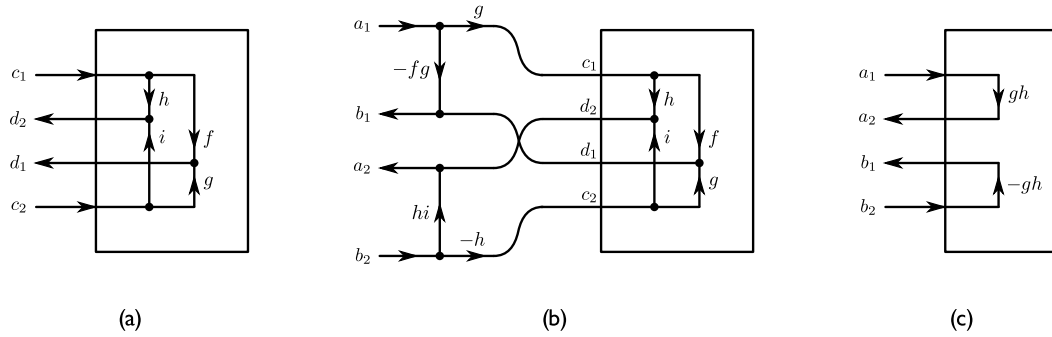 c₁
d₂
d₁
c₂
h
i
f
g
(a)
a₁
g
−fg
b₁
a₂
hi
b₂
−h
c₁
d₂
d₁
c₂
h
i
f
g
(b)
a₁
a₂
b₁
b₂
gh
−gh
(c)